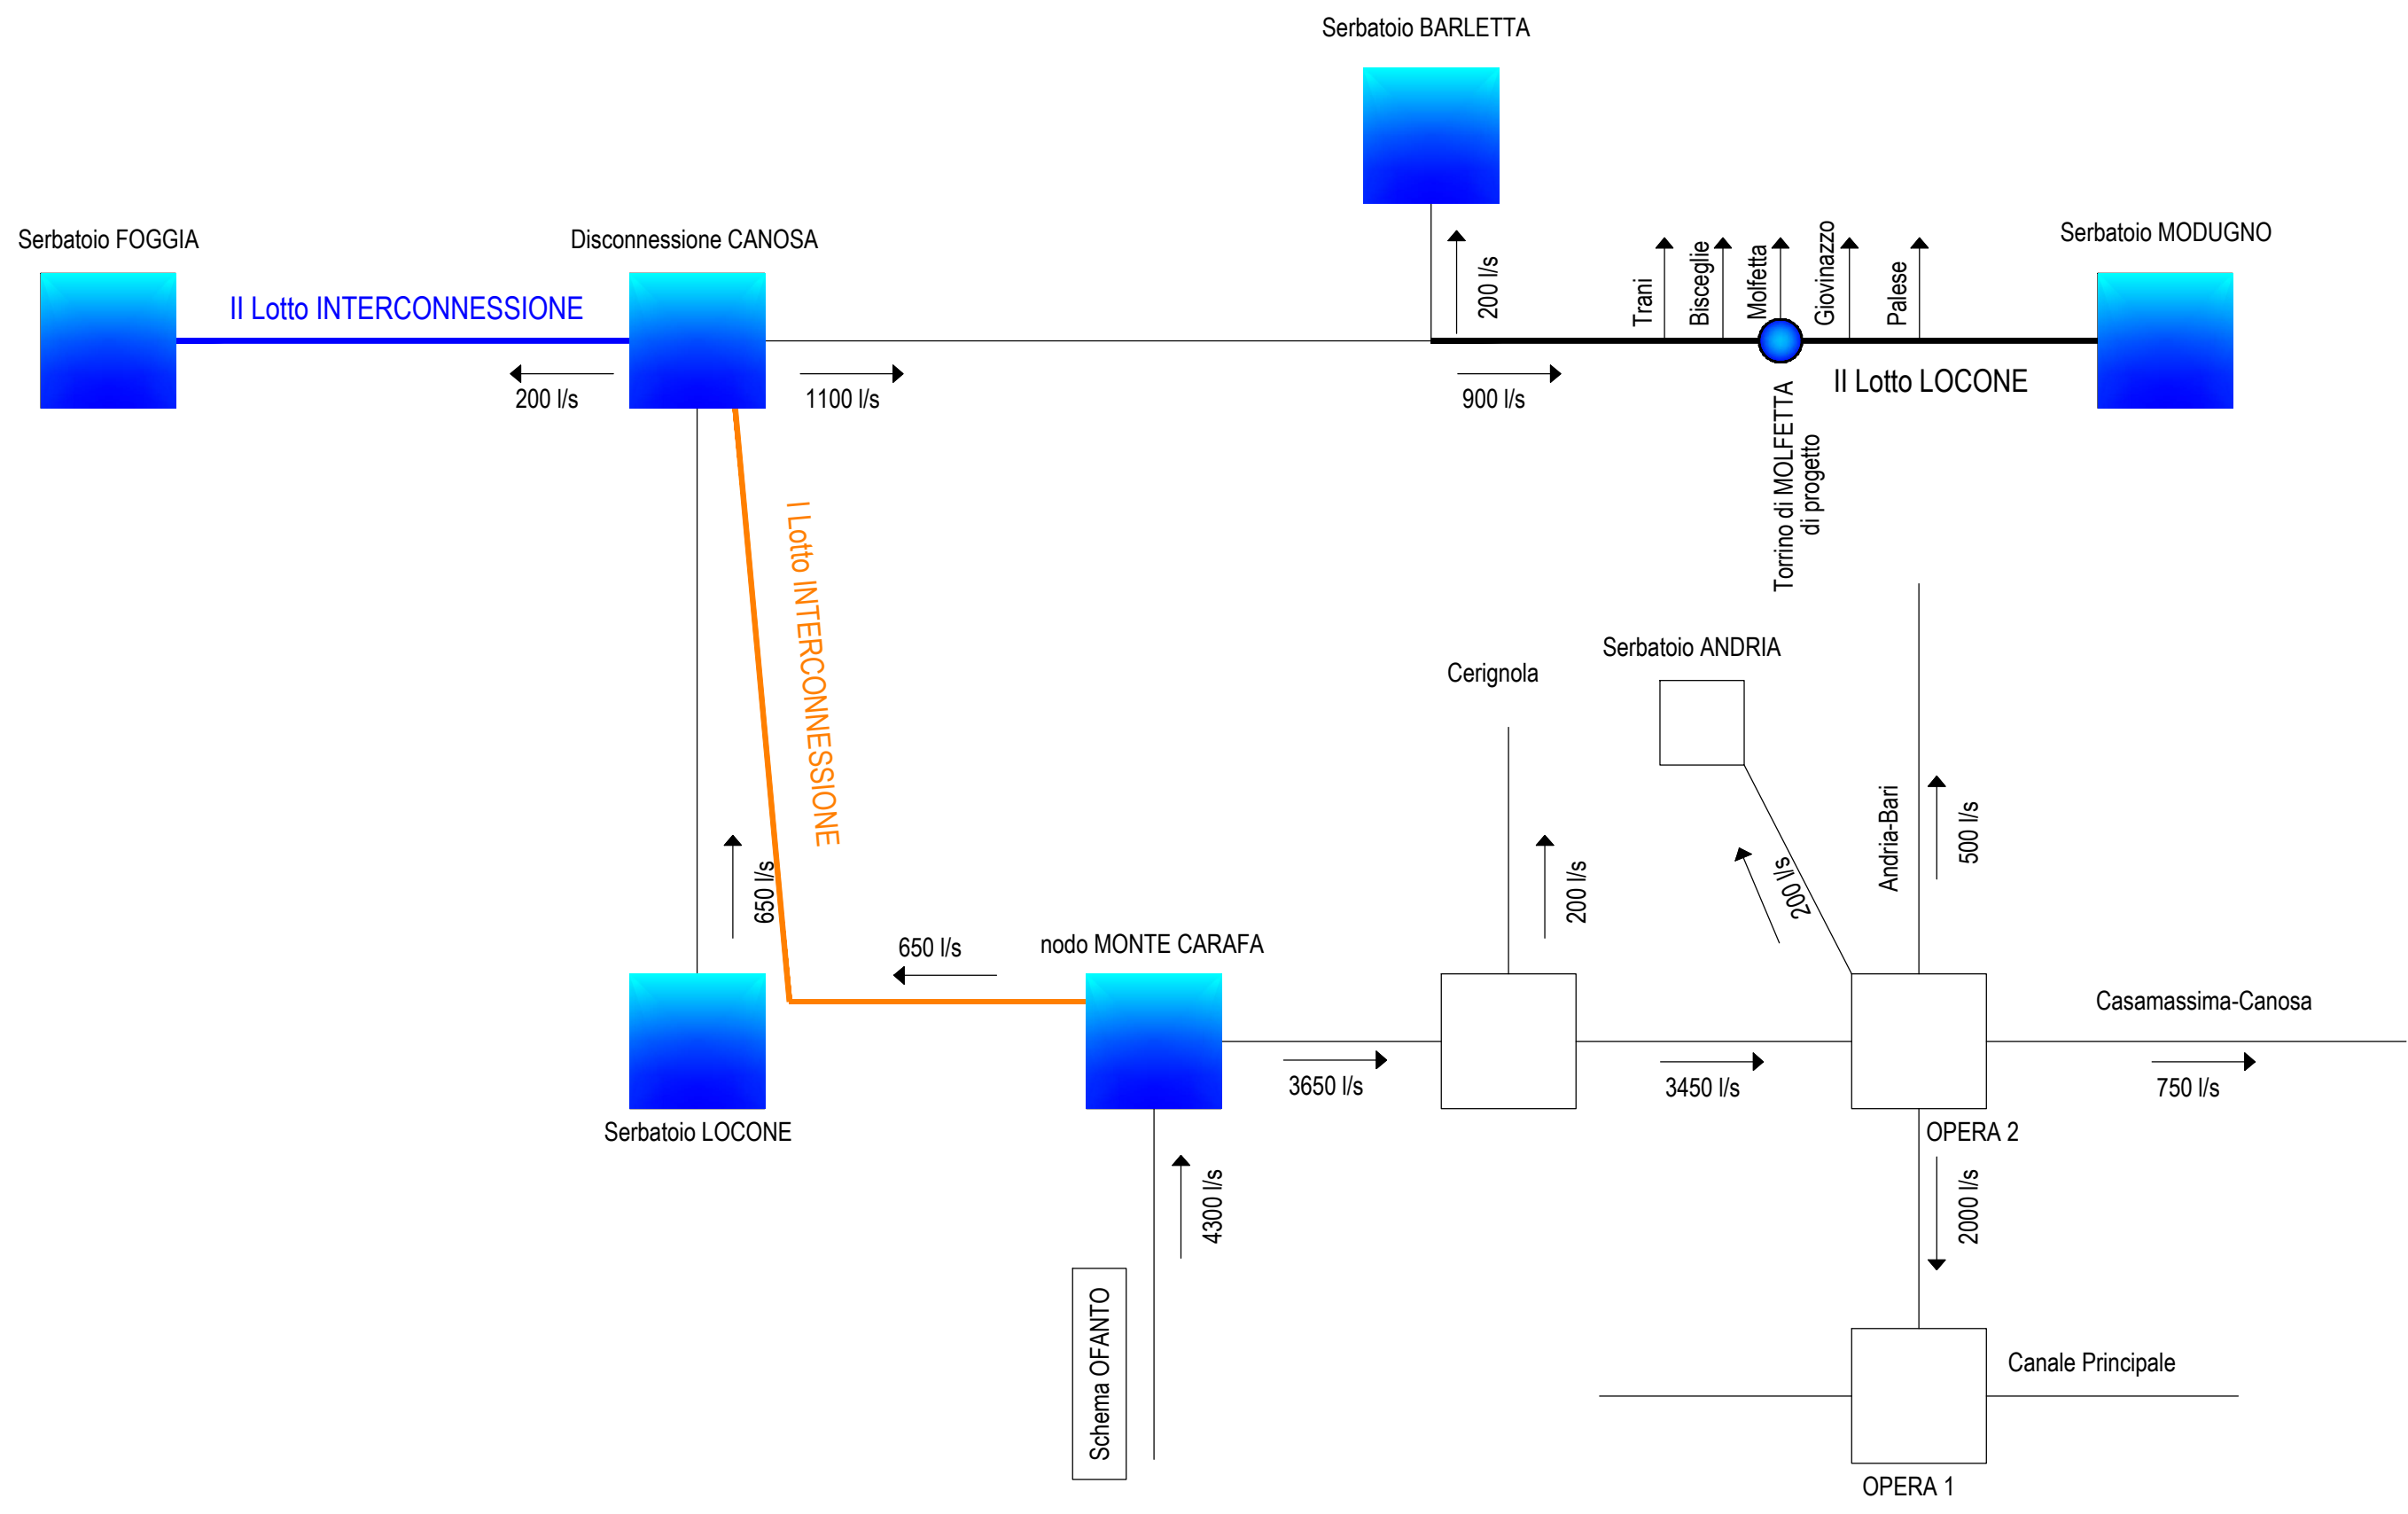 Serbatoio BARLETTA
Serbatoio FOGGIA
Disconnessione CANOSA
Serbatoio MODUGNO
II Lotto INTERCONNESSIONE
200 l/s
Trani
Bisceglie
Molfetta
Giovinazzo
Palese
200 l/s
1100 l/s
900 l/s
II Lotto LOCONE
Torrino di MOLFETTA
di progetto
I Lotto INTERCONNESSIONE
Serbatoio ANDRIA
Cerignola
Andria-Bari
500 l/s
650 l/s
200 l/s
200 l/s
650 l/s
nodo MONTE CARAFA
Casamassima-Canosa
3650 l/s
3450 l/s
750 l/s
Serbatoio LOCONE
OPERA 2
4300 l/s
2000 l/s
Schema OFANTO
Canale Principale
OPERA 1